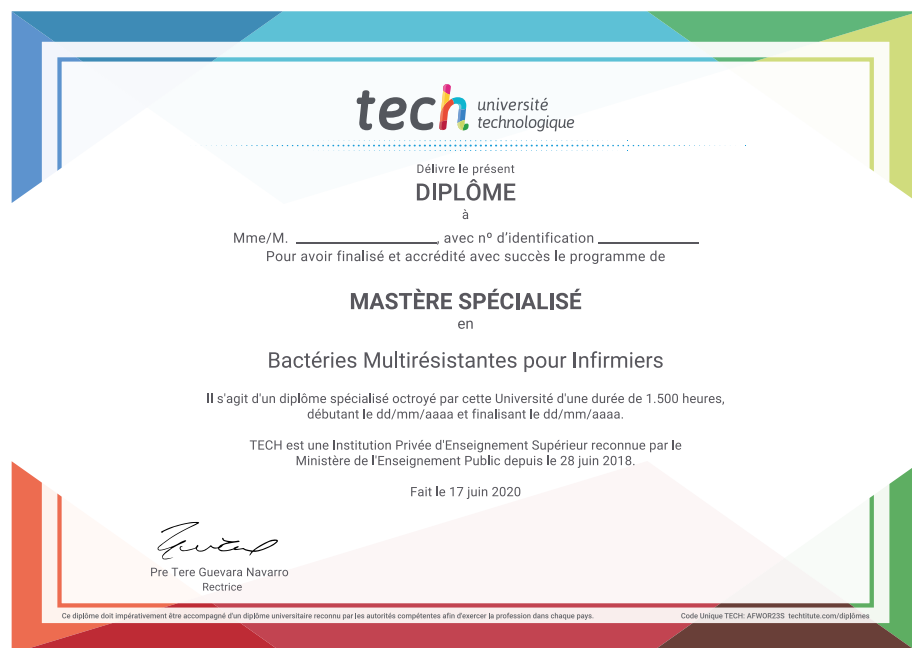 tech université
technologique
Délivre le présent
DIPLÔME
à
Mme/M. ____________, avec nº d'identification ____________
Pour avoir finalisé et accrédité avec succès le programme de
MASTÈRE SPÉCIALISÉ
en
Bactéries Multirésistantes pour Infirmiers
Il s'agit d'un diplôme spécialisé octroyé par cette Université d'une durée de 1.500 heures,
débutant le dd/mm/aaaa et finalisant le dd/mm/aaaa.
TECH est une Institution Privée d'Enseignement Supérieur reconnue par le
Ministère de l'Enseignement Public depuis le 28 juin 2018.
Fait le 17 juin 2020
Pre Tere Guevara Navarro
Rectrice
Ce diplôme doit impérativement être accompagné d'un diplôme universitaire reconnu par les autorités compétentes afin d'exercer la profession dans chaque pays. Code Unique TECH: AFWOR23S techtitute.com/diplômes